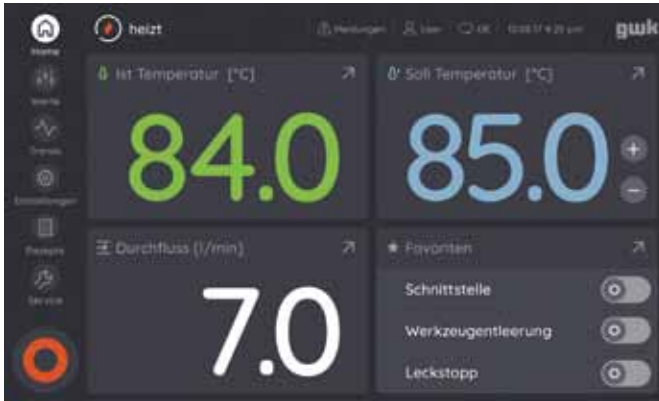 heizt
Meldungen
User
OK
gwk
Home
Ist Temperatur [°C]
Soll Temperatur [°C]
84.0
85.0
Werte
Trends
Einstellungen
Rezepte
Service
Durchfluss (l/min)
7.0
Favoriten
Schnittstelle
Werkzeugentleerung
Leckstopp